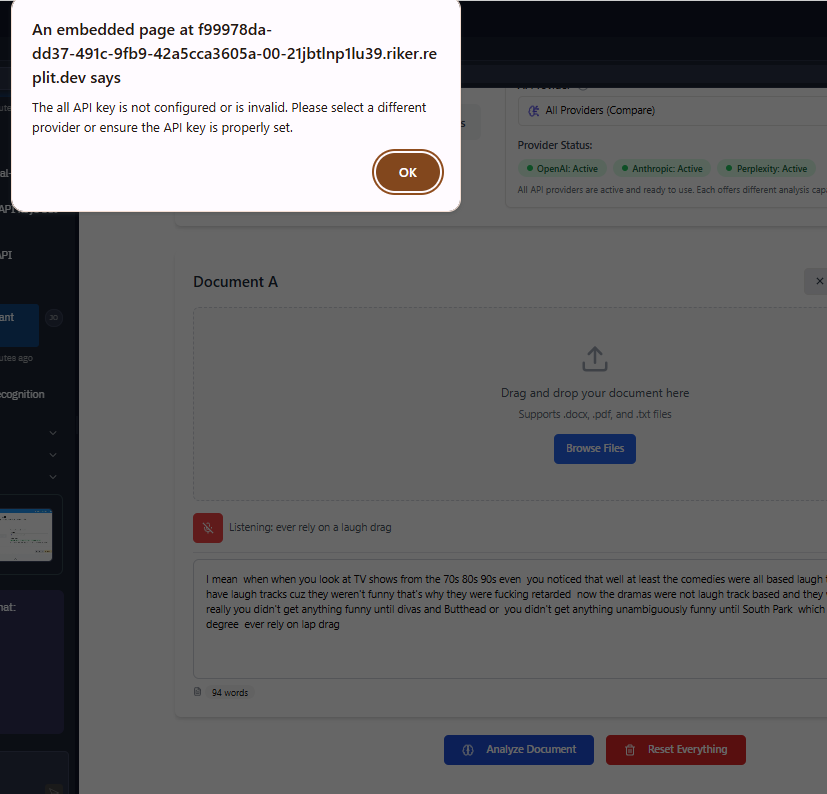 An embedded page at f99978da-
dd37-491c-9fb9-42a5cca3605a-00-21jbtlnp1lu39.riker.re
plit.dev says
The all API key is not configured or is invalid. Please select a different
provider or ensure the API key is properly set.
OK
All Providers (Compare)
Provider Status:
OpenAI: Active
Anthropic: Active
Perplexity: Active
All API providers are active and ready to use. Each offers different analysis capa
Document A
Drag and drop your document here
Supports .docx, .pdf, and .txt files
Browse Files
Listening: ever rely on a laugh drag
I mean when when you look at TV shows from the 70s 80s 90s even you noticed that well at least the comedies were all based laugh t
have laugh tracks cuz they weren't funny that's why they were fucking retarded now the dramas were not laugh track based and they w
really you didn't get anything funny until divas and Butthead or you didn't get anything unambiguously funny until South Park which
degree ever rely on lap drag
94 words
Analyze Document
Reset Everything
API
ant
20
utes ago
ecognition
hat: